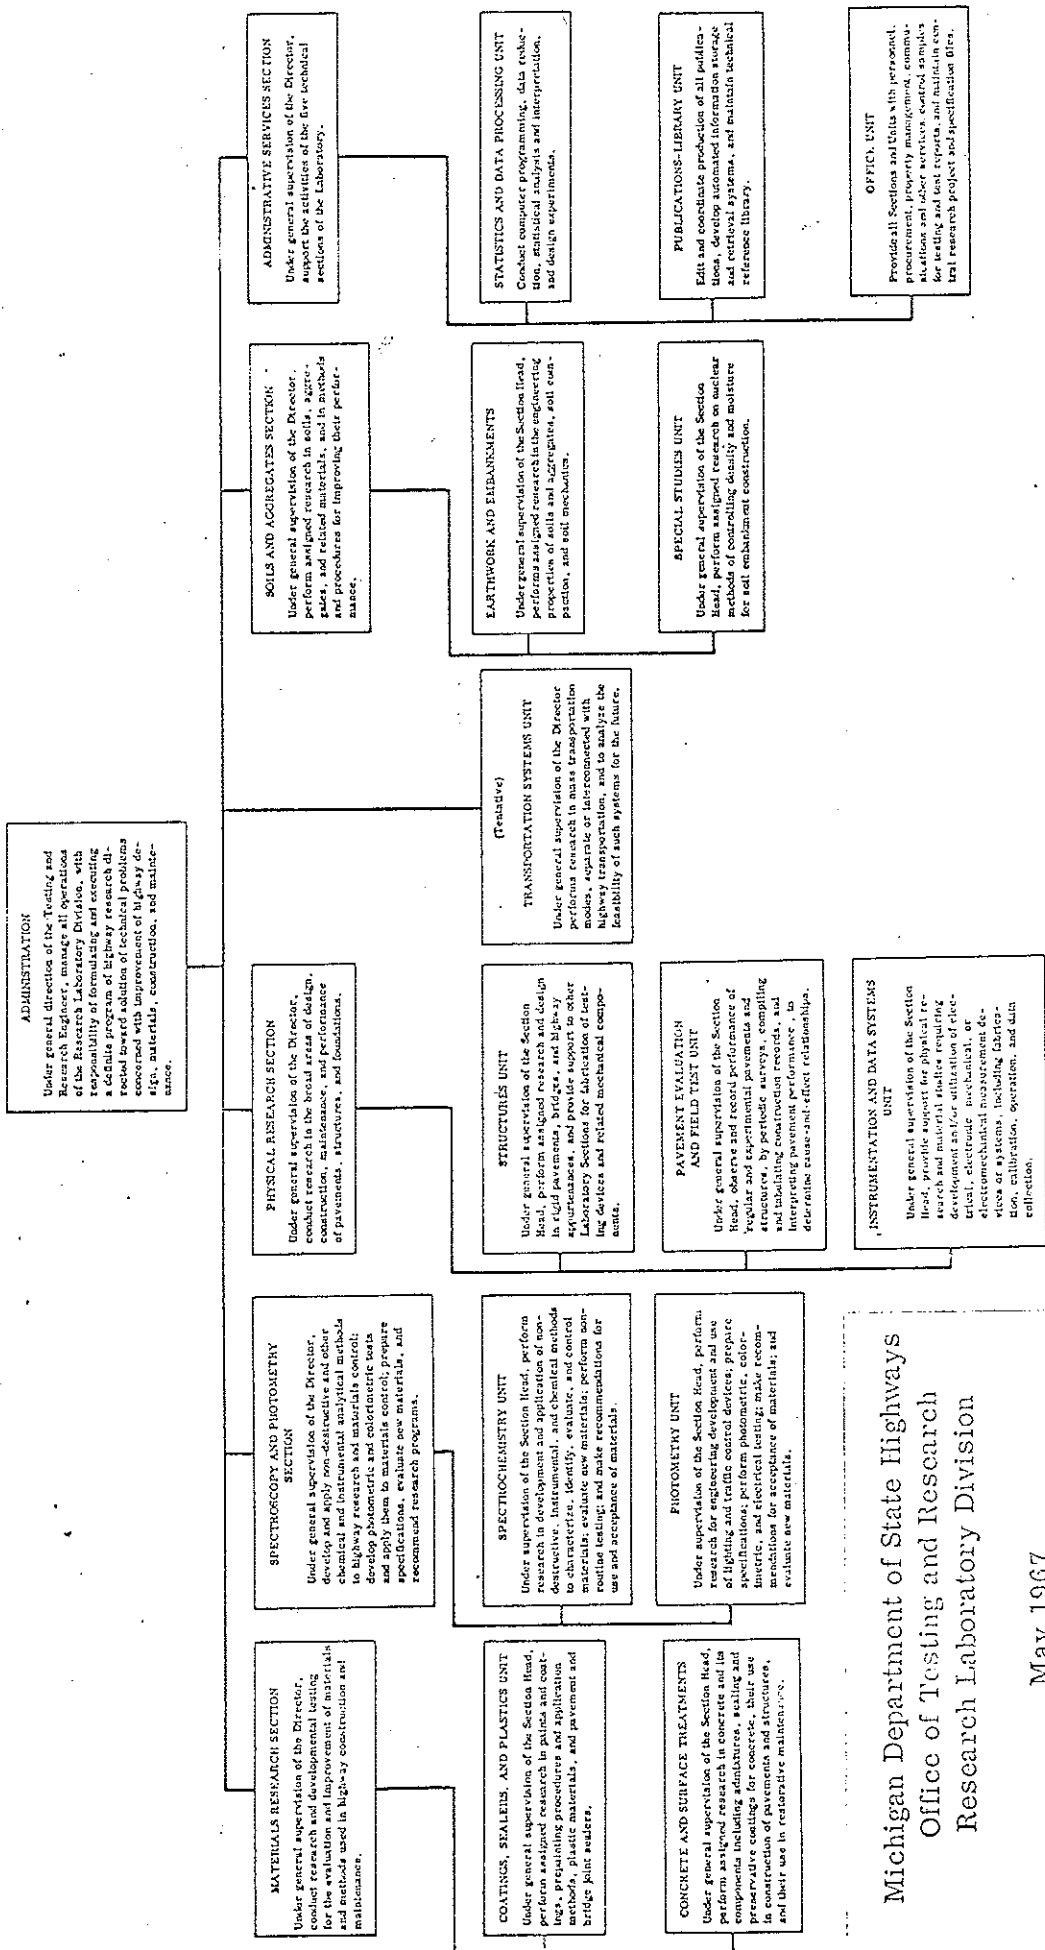 ADMINISTRATION
Under general direction of the Testing and
Research Engineer, manage all operations
of the Research Laboratory Division, with
responsibility of formulating and executing
a definite program of highway research di-
rected toward solution of technical problems
concerned with improvement of highway de-
sign, materials, construction, and mainte-
nance.
MATERIALS RESEARCH SECTION
Under general supervision of the Director,
conduct research and developmental testing
for the evaluation and improvement of materials
and methods used in highway construction and
maintenance.
SPECTROSCOPY AND PHOTOMETRY
SECTION
Under general supervision of the Director,
develop and apply non-destructive and other
chemical and instrumental analytical methods
to highway research and materials control;
develop photometric and colorimetric tests
and apply them to materials control; prepare
specifications, evaluate new materials, and
recommend research programs.
PHYSICAL RESEARCH SECTION
Under general supervision of the Director,
conduct research in the broad areas of design,
construction, maintenance, and performance
of pavements, structures, and foundations.
SOILS AND AGGREGATES SECTION
Under general supervision of the Director,
perform assigned research in soils, aggre-
gates, and related materials, and in methods
and procedures for improving their perfor-
mance.
ADMINISTRATIVE SERVICES SECTION
Under general supervision of the Director,
support the activities of the five technical
sections of the Laboratory.
COATINGS, SEALERS, AND PLASTICS UNIT
Under general supervision of the Section Head,
perform assigned research in paints and coat-
ings, prepainting procedures and application
methods, plastic materials, and pavement and
bridge joint sealers.
SPECTROCHEMISTRY UNIT
Under supervision of the Section Head, perform
research in development and application of non-
destructive, instrumental, and chemical methods
to characterize, identify, evaluate, and control
materials; evaluate new materials; perform non-
routine testing; and make recommendations for
use and acceptance of materials.
STRUCTURES UNIT
Under general supervision of the Section
Head, perform assigned research and design
in rigid pavements, bridges, and highway
appurtenances, and provide support to other
Laboratory Sections for fabrication of test-
ing devices and related mechanical compo-
nents.
(Tentative)
TRANSPORTATION SYSTEMS UNIT
Under general supervision of the Director
performs research in mass transportation
modes, separate or interconnected with
highway transportation, and to analyze the
feasibility of such systems for the future.
EARTHWORK AND EMBANKMENTS
Under general supervision of the Section Head,
performs assigned research in the engineering
properties of soils and aggregates, soil com-
paction, and soil mechanics.
STATISTICS AND DATA PROCESSING UNIT
Conduct computer programming, data reduc-
tion, statistical analysis and interpretation,
and design experiments.
CONCRETE AND SURFACE TREATMENTS
Under general supervision of the Section Head,
perform assigned research in concrete and its
components including admixtures, sealing and
preservative coatings for concrete, their use
in construction of pavements and structures,
and their use in restorative maintenance.
PHOTOMETRY UNIT
Under supervision of the Section Head, perform
research for engineering development and use
of lighting and traffic control devices; prepare
specifications; perform photometric, color-
imetric, and electrical testing; make recom-
mendations for acceptance of materials; and
evaluate new materials.
PAVEMENT EVALUATION
AND FIELD TEST UNIT
Under general supervision of the Section
Head, observe and record performance of
regular and experimental pavements and
structures, by periodic surveys, compiling
and tabulating construction records, and
interpreting pavement performance, to
determine cause-and-effect relationships.
SPECIAL STUDIES UNIT
Under general supervision of the Section
Head, perform assigned research on nuclear
methods of controlling density and moisture
for soil embankment construction.
PUBLICATIONS-LIBRARY UNIT
Edit and coordinate production of all publica-
tions, develop automated information storage
and retrieval systems, and maintain technical
reference library.
INSTRUMENTATION AND DATA SYSTEMS
UNIT
Under general supervision of the Section
Head, provide support for physical re-
search and material studies requiring
development and/or utilization of elec-
trical, electronic, mechanical, or
electromechanical measurement de-
vices or systems, including fabrica-
tion, calibration, operation, and data
collection.
OFFICE UNIT
Provide all Sections and Units with personnel,
procurement, property management, commu-
nications and other services, control samples
for testing and test reports, and maintain cen-
tral research project and specification files.
Michigan Department of State Highways
Office of Testing and Research
Research Laboratory Division
May 1967